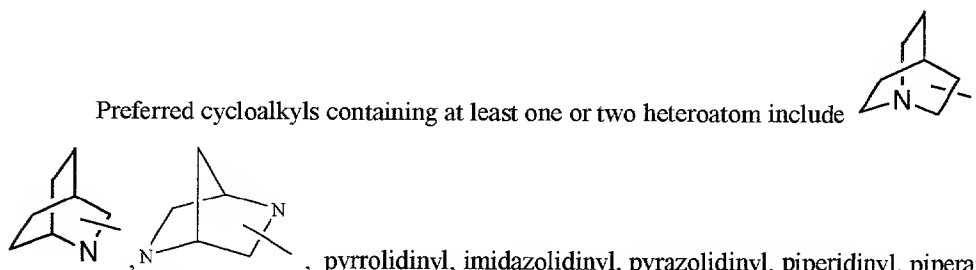 Preferred cycloalkyls containing at least one or two heteroatom include
N
N , N N , pyrrolidinyl, imidazolidinyl, pyrazolidinyl, piperidinyl, pipera